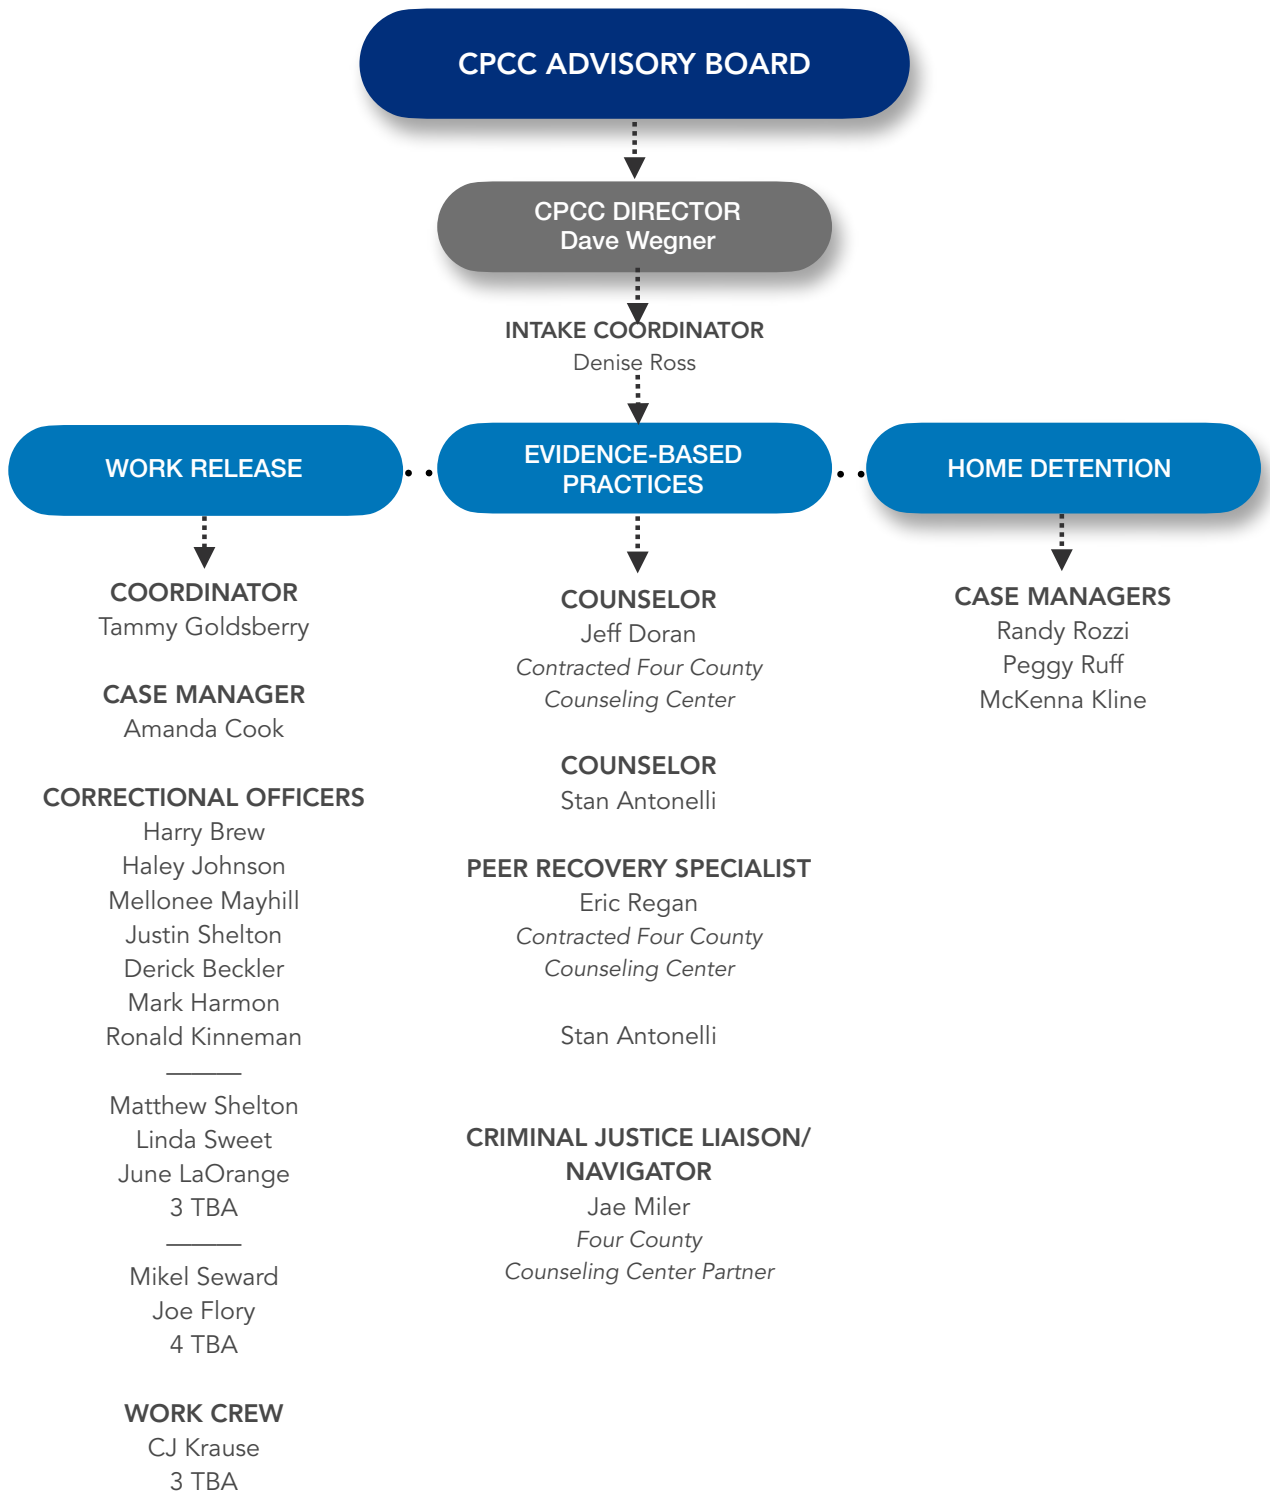 CPCC ADVISORY BOARD
CPCC DIRECTOR
Dave Wegner
INTAKE COORDINATOR
Denise Ross
WORK RELEASE
COORDINATOR
Tammy Goldsberry
CASE MANAGER
Amanda Cook
CORRECTIONAL OFFICERS
Harry Brew
Haley Johnson
Mellonee Mayhill
Justin Shelton
Derick Beckler
Mark Harmon
Ronald Kinneman
Matthew Shelton
Linda Sweet
June LaOrange
3 TBA
Mikel Seward
Joe Flory
4 TBA
WORK CREW
CJ Krause
3 TBA
EVIDENCE-BASED
PRACTICES
COUNSELOR
Jeff Doran
Contracted Four County
Counseling Center
COUNSELOR
Stan Antonelli
PEER RECOVERY SPECIALIST
Eric Regan
Contracted Four County
Counseling Center
Stan Antonelli
CRIMINAL JUSTICE LIAISON/
NAVIGATOR
Jae Miler
Four County
Counseling Center Partner
HOME DETENTION
CASE MANAGERS
Randy Rozzi
Peggy Ruff
McKenna Kline